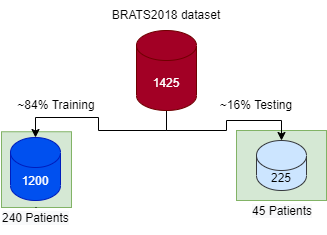 BRATS2018 dataset
1425
~84% Training
~16% Testing
1200
225
240 Patients
45 Patients